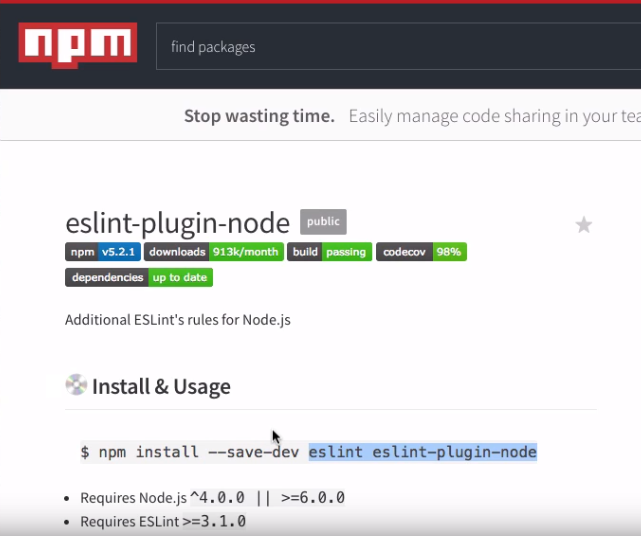 npm
find packages
Stop wasting time. Easily manage code sharing in your
eslint-plugin-node public
npm v5.2.1 downloads 913k/month build passing codecov 98%
dependencies up to date
Additional ESLint's rules for Node.js
Install & Usage
$ npm install --save-dev eslint eslint-plugin-node
Requires Node.js ^4.0.0 || >=6.0.0
Requires ESLint >=3.1.0